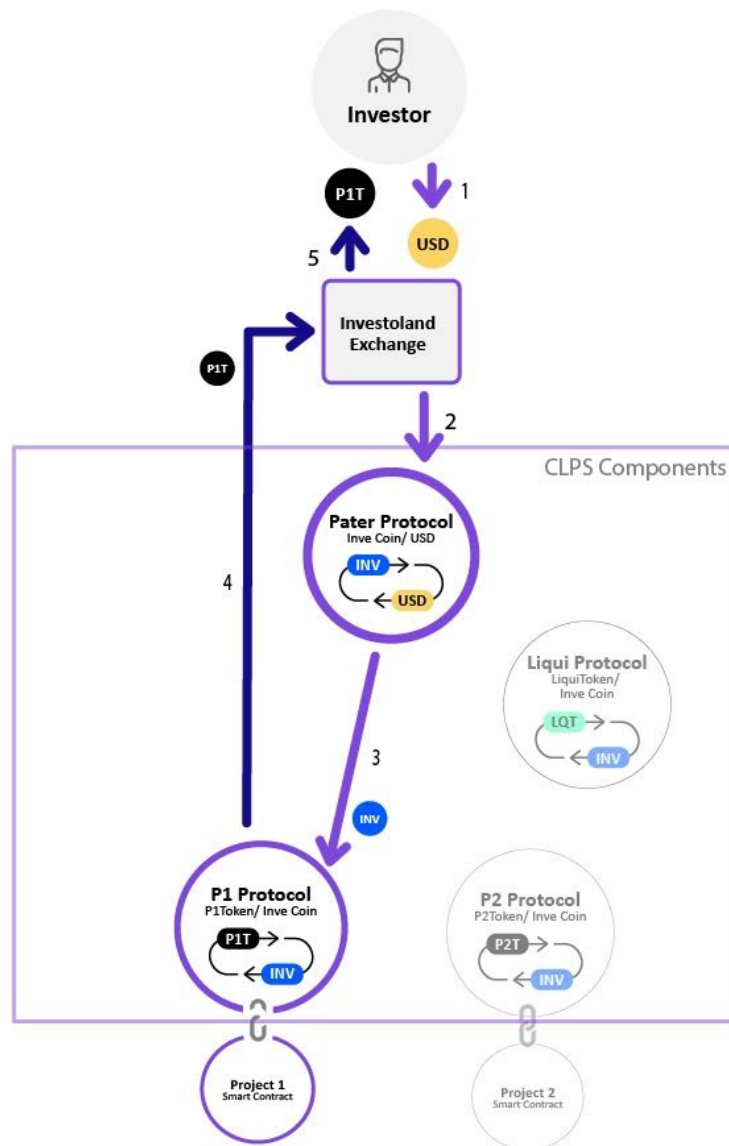 Investor
P1T
1
USD
5
Investoland
Exchange
P1T
2
CLPS Components
Pater Protocol
Inve Coin/ USD
INV
USD
4
Liqui Protocol
LiquiToken/
Inve Coin
LQT
INV
3
INV
P1 Protocol
P1Token/ Inve Coin
P1T
INV
P2 Protocol
P2Token/ Inve Coin
P2T
INV
Project 1
Smart Contract
Project 2
Smart Contract